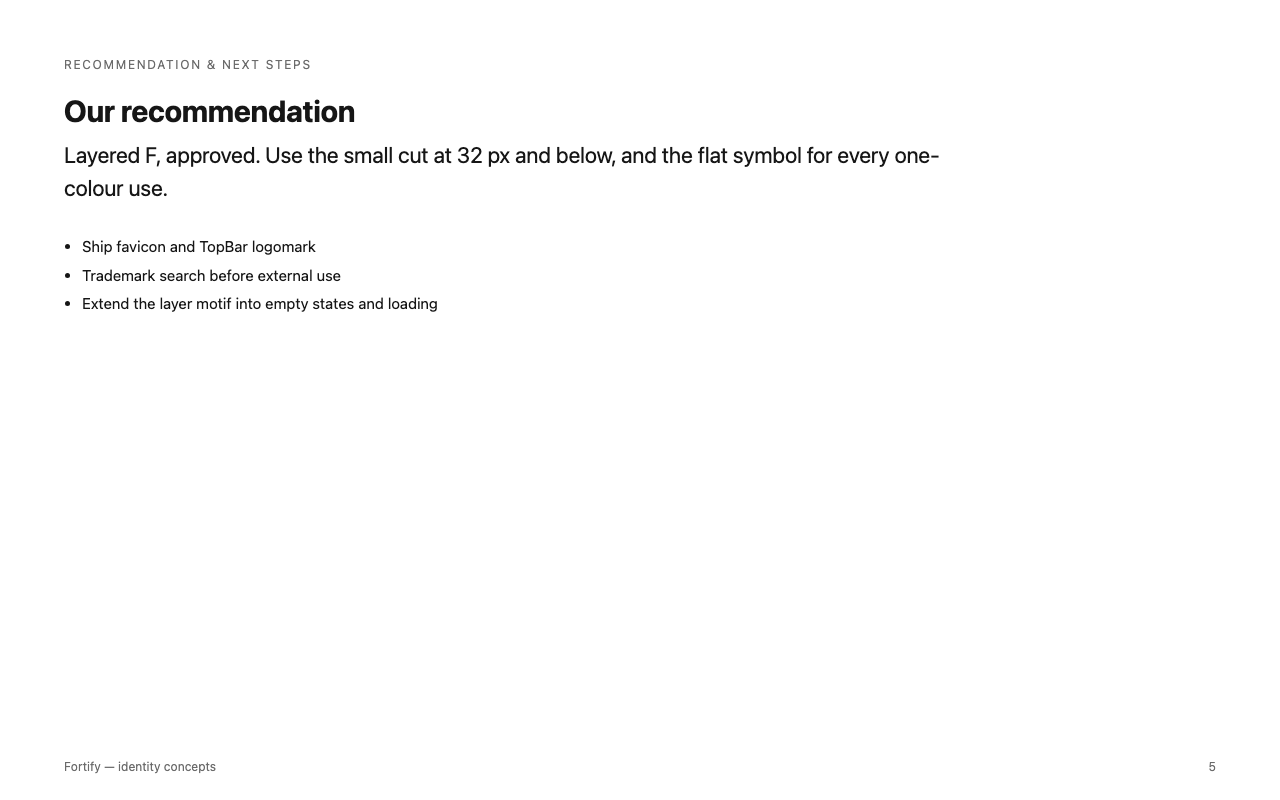 RECOMMENDATION & NEXT STEPS
Our recommendation
Layered F, approved. Use the small cut at 32 px and below, and the flat symbol for every one-
colour use.
• Ship favicon and TopBar logomark
• Trademark search before external use
• Extend the layer motif into empty states and loading
Fortify — identity concepts
5